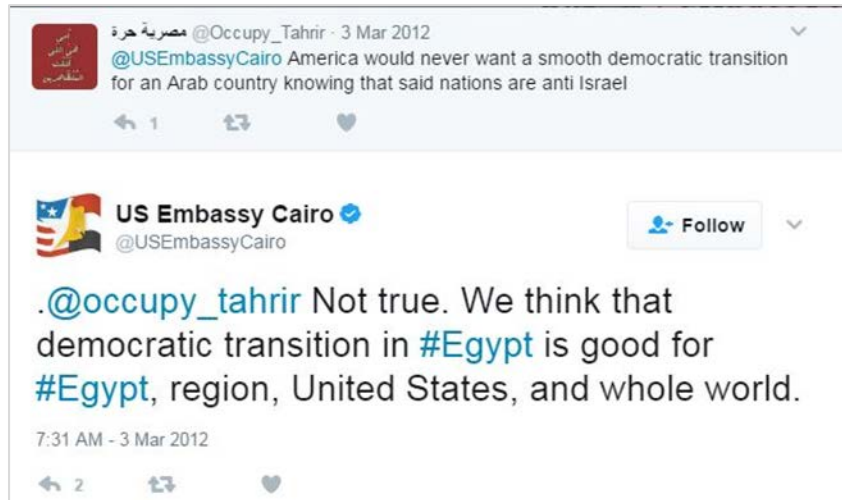 مصرية حرة @Occupy_Tahrir · 3 Mar 2012
@USEmbassyCairo America would never want a smooth democratic transition
for an Arab country knowing that said nations are anti Israel
1
US Embassy Cairo
@USEmbassyCairo
Follow
.@occupy_tahrir Not true. We think that
democratic transition in #Egypt is good for
#Egypt, region, United States, and whole world.
7:31 AM - 3 Mar 2012
2